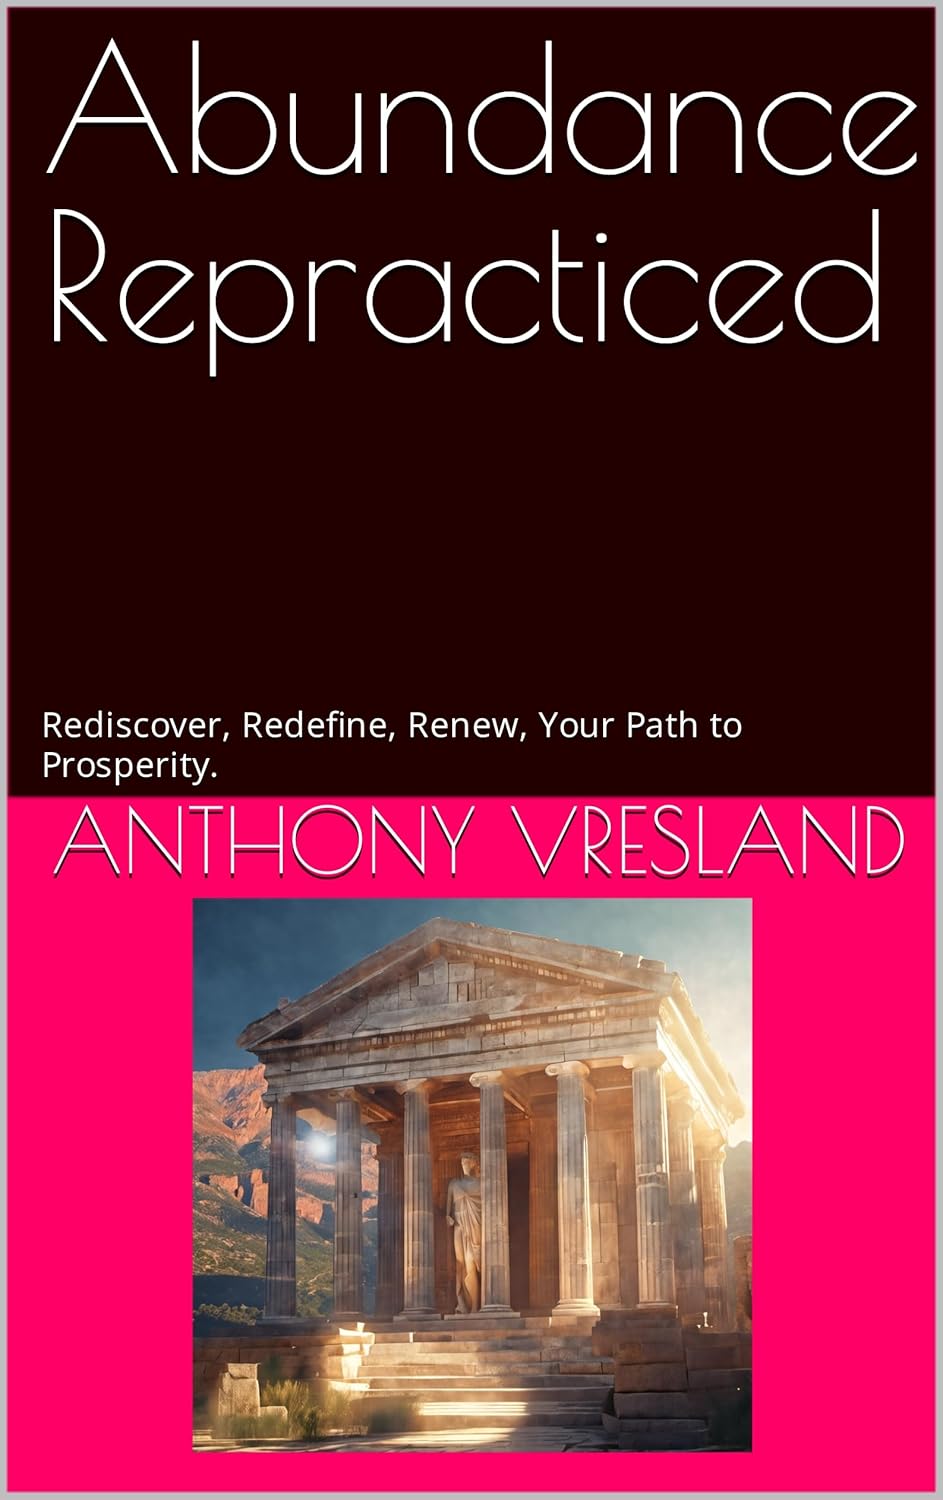 Abundance
Repracticed
Rediscover, Redefine, Renew, Your Path to
Prosperity.
ANTHONY VRESLAND